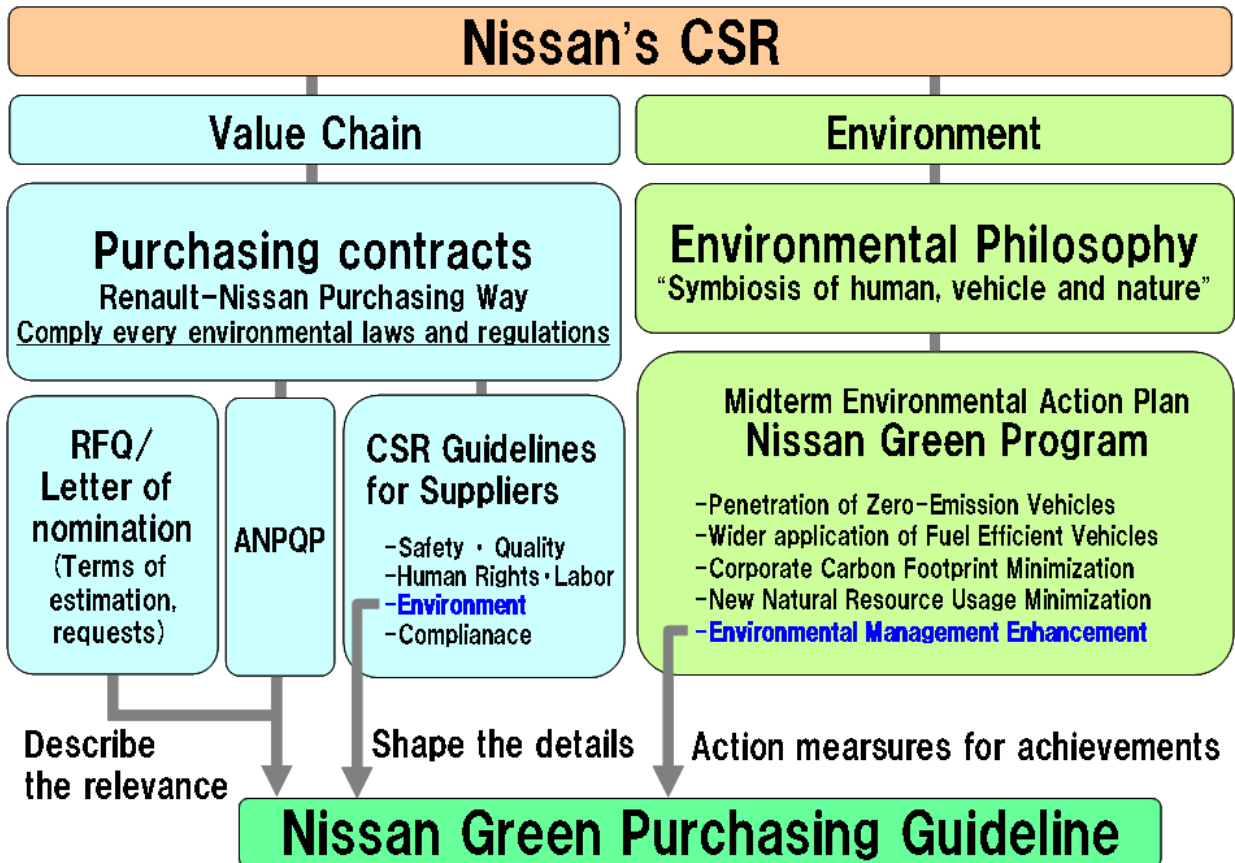 Nissan's CSR
Value Chain
Environment
Purchasing contracts
Renault-Nissan Purchasing Way
Comply every environmental laws and regulations
Environmental Philosophy
"Symbiosis of human, vehicle and nature"
RFQ/
Letter of
nomination
(Terms of
estimation,
requests)
ANPQP
CSR Guidelines
for Suppliers
-Safety・Quality
-Human Rights・Labor
-Environment
-Complianace
Midterm Environmental Action Plan
Nissan Green Program
-Penetration of Zero-Emission Vehicles
-Wider application of Fuel Efficient Vehicles
-Corporate Carbon Footprint Minimization
-New Natural Resource Usage Minimization
-Environmental Management Enhancement
Describe
the relevance
Shape the details
Action mearsures for achievements
Nissan Green Purchasing Guideline